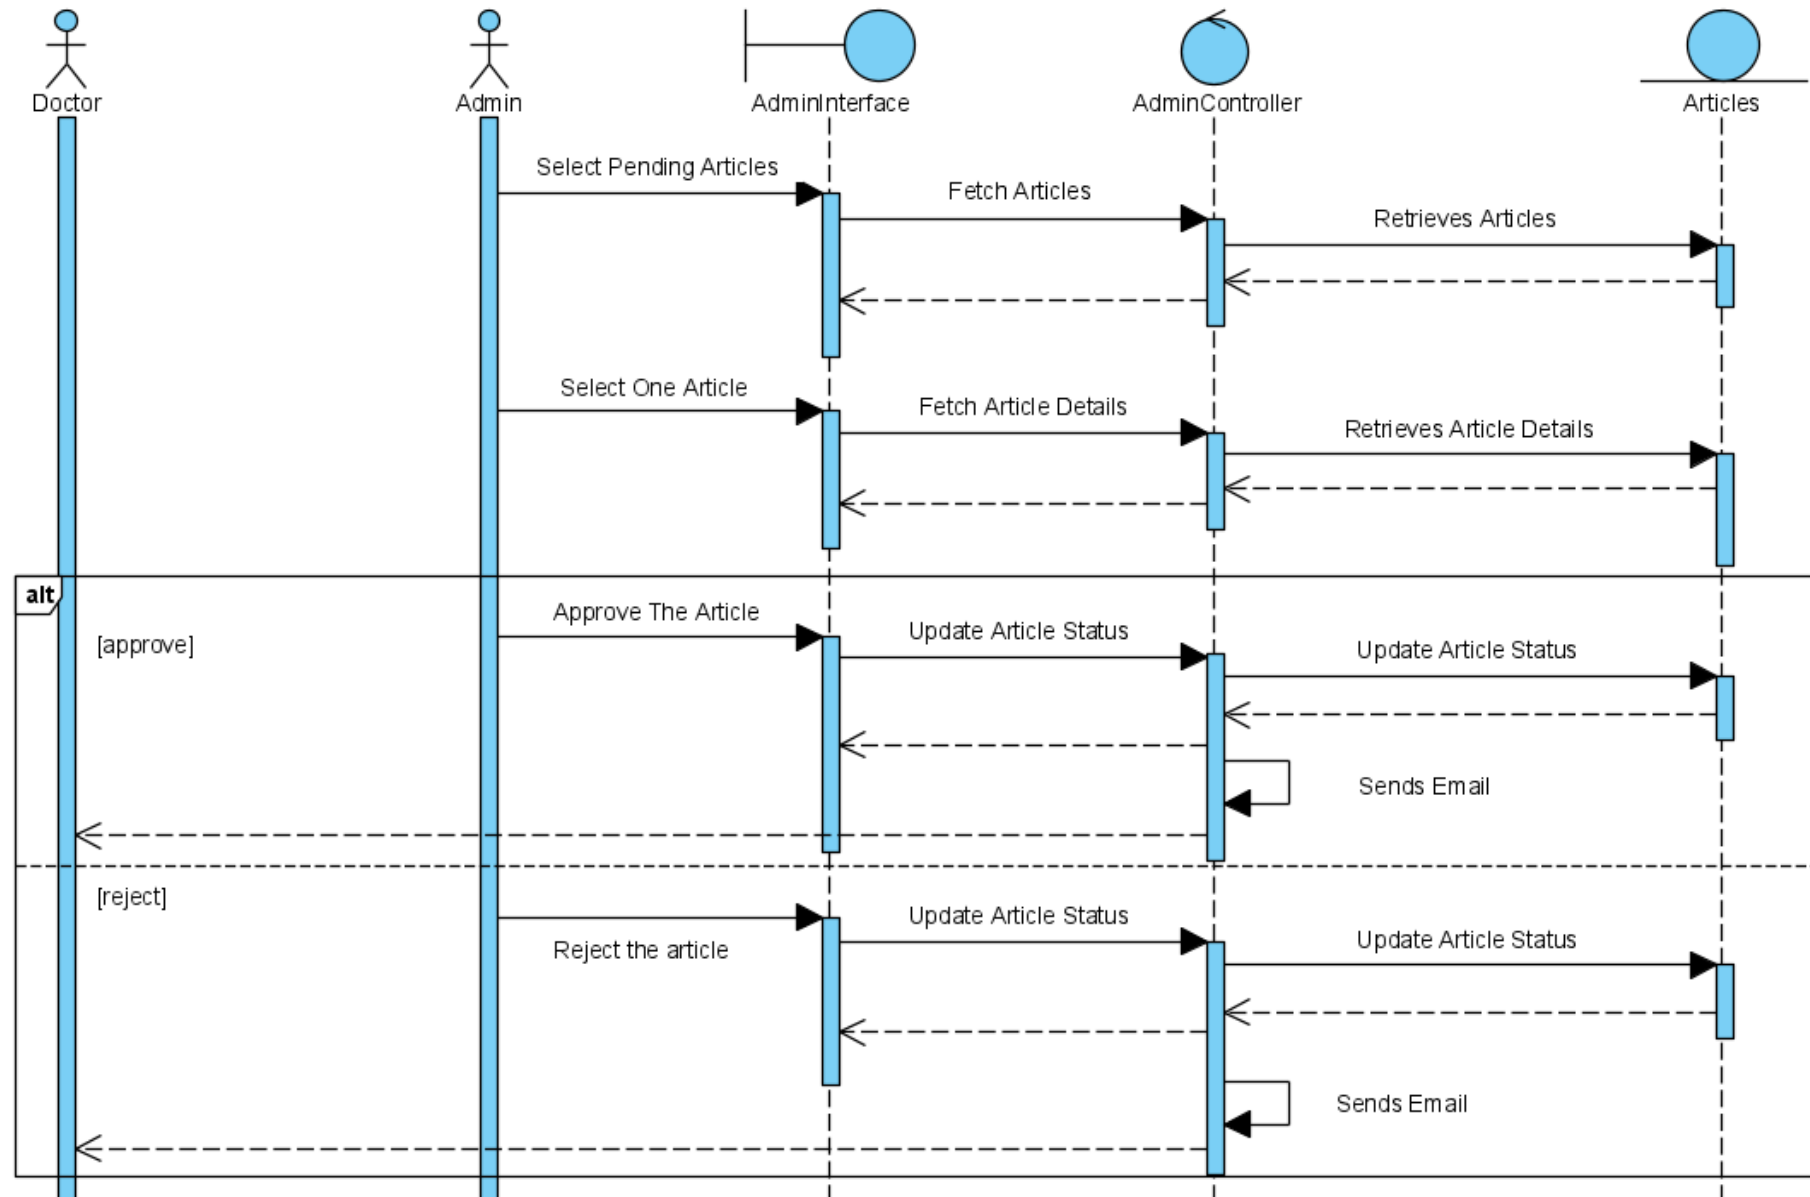 Doctor
Admin
AdminInterface
AdminController
Articles
Select Pending Articles
Fetch Articles
Retrieves Articles
Select One Article
Fetch Article Details
Retrieves Article Details
alt
[approve]
Approve The Article
Update Article Status
Update Article Status
Sends Email
[reject]
Reject the article
Update Article Status
Update Article Status
Sends Email